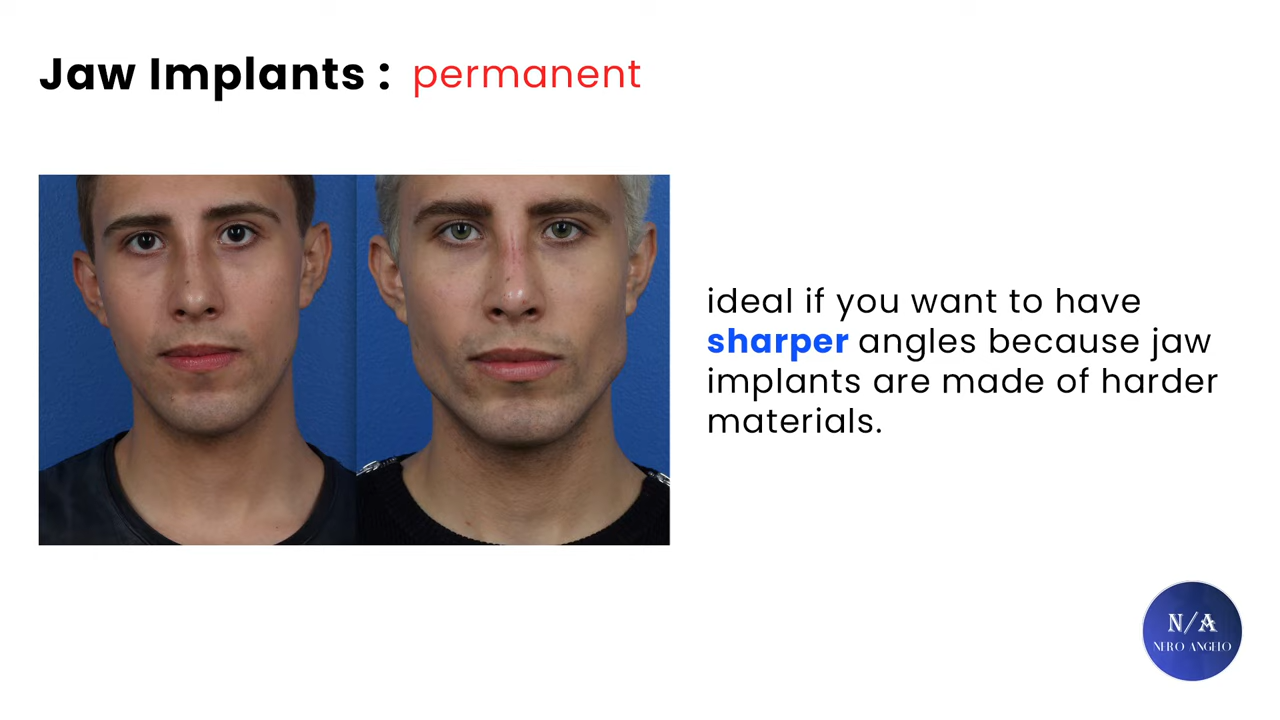 Jaw Implants : permanent
ideal if you want to have
sharper angles because jaw
implants are made of harder
materials.
N/A
NERO ANGELO